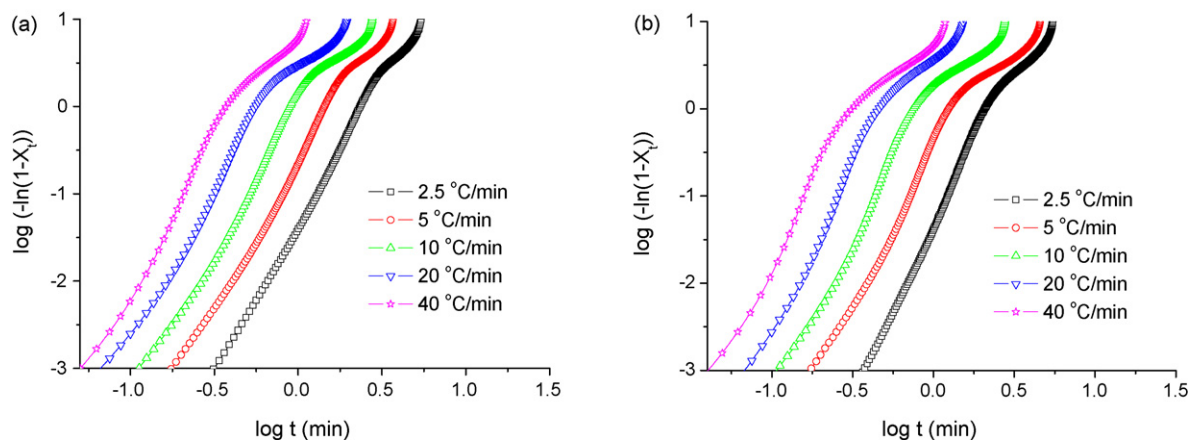 (a)
log (-ln(1-Xt))
1
0
-1
-2
-3
-1.0 -0.5 0.0 0.5 1.0 1.5
log t (min)
2.5 °C/min
5 °C/min
10 °C/min
20 °C/min
40 °C/min
(b)
log (-ln(1-Xt))
1
0
-1
-2
-3
-1.0 -0.5 0.0 0.5 1.0 1.5
log t (min)
2.5 °C/min
5 °C/min
10 °C/min
20 °C/min
40 °C/min